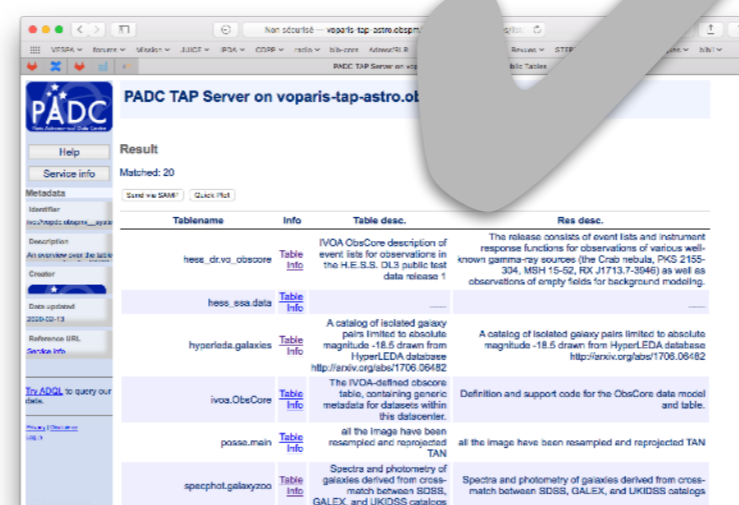 Non sécurisé — voparis-tap-astro.obspm
VESPA
forums
Mission
JUICE
IPDA
COPP
radio
bib-cons
Revues
STEP
bibli
PADC TAP Server on vop
blic Tables
PADC
PADC TAP Server on voparis-tap-astro.ob
Help
Service info
Metadata
Identifier
Description
An overview over the table
Creator
Date updated
2020-02-13
Reference URL
Service info
Try ADQL to query our
data.
Privacy | Disclaimer
Log in
Result
Matched: 20
Send via SAMP
Quick Plot
Tablename Info Table desc. Res desc.
hess_dr.vo_obscore
Table
Info
IVOA ObsCore description of
event lists for observations in
the H.E.S.S. DL3 public test
data release 1
The release consists of event lists and instrument
response functions for observations of various well-
known gamma-ray sources (the Crab nebula, PKS 2155-
304, MSH 15-52, RX J1713.7-3946) as well as
observations of empty fields for background modeling.
hess_ssa.data
Table
Info
hyperleda.galaxies
Table
Info
A catalog of isolated galaxy
pairs limited to absolute
magnitude -18.5 drawn from
HyperLEDA database
http://arxiv.org/abs/1706.06482
A catalog of isolated galaxy pairs limited to absolute
magnitude -18.5 drawn from HyperLEDA database
http://arxiv.org/abs/1706.06482
ivoa.ObsCore
Table
Info
The IVOA-defined obscore
table, containing generic
metadata for datasets within
this datacenter.
Definition and support code for the ObsCore data model
and table.
posse.main
Table
Info
all the image have been
resampled and reprojected
TAN
all the image have been resampled and reprojected TAN
specphot.galaxyzoo
Table
Info
Spectra and photometry of
galaxies derived from cross-
match between SDSS,
GALEX, and UKIDSS catalogs
Spectra and photometry of galaxies derived from cross-
match between SDSS, GALEX, and UKIDSS catalogs